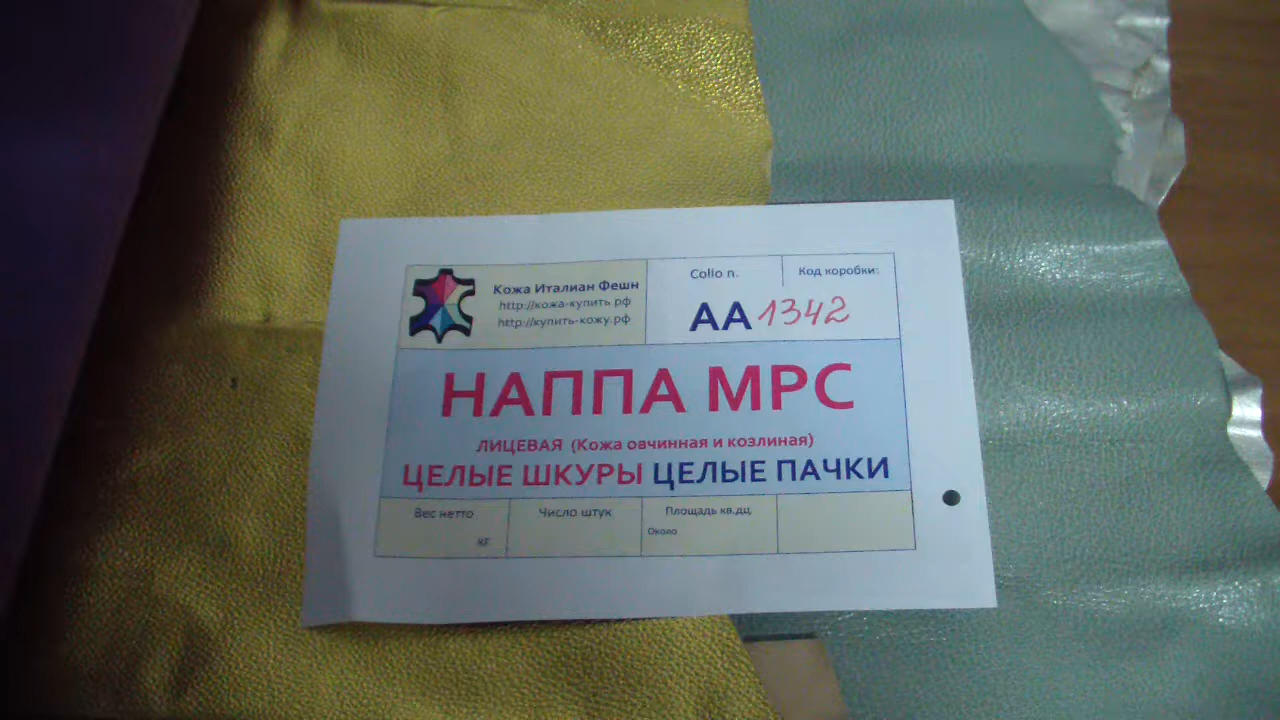 Кожа Италиан Фешн
http://кожа-купить.рф
http://купить-кожу.рф
Collo n.
Код коробки:
АА 1342
НАППА МРС
ЛИЦЕВАЯ (Кожа овчинная и козлиная)
ЦЕЛЫЕ ШКУРЫ ЦЕЛЫЕ ПАЧКИ
Вес нетто
кг
Число штук
Площадь кв.дц.
Около